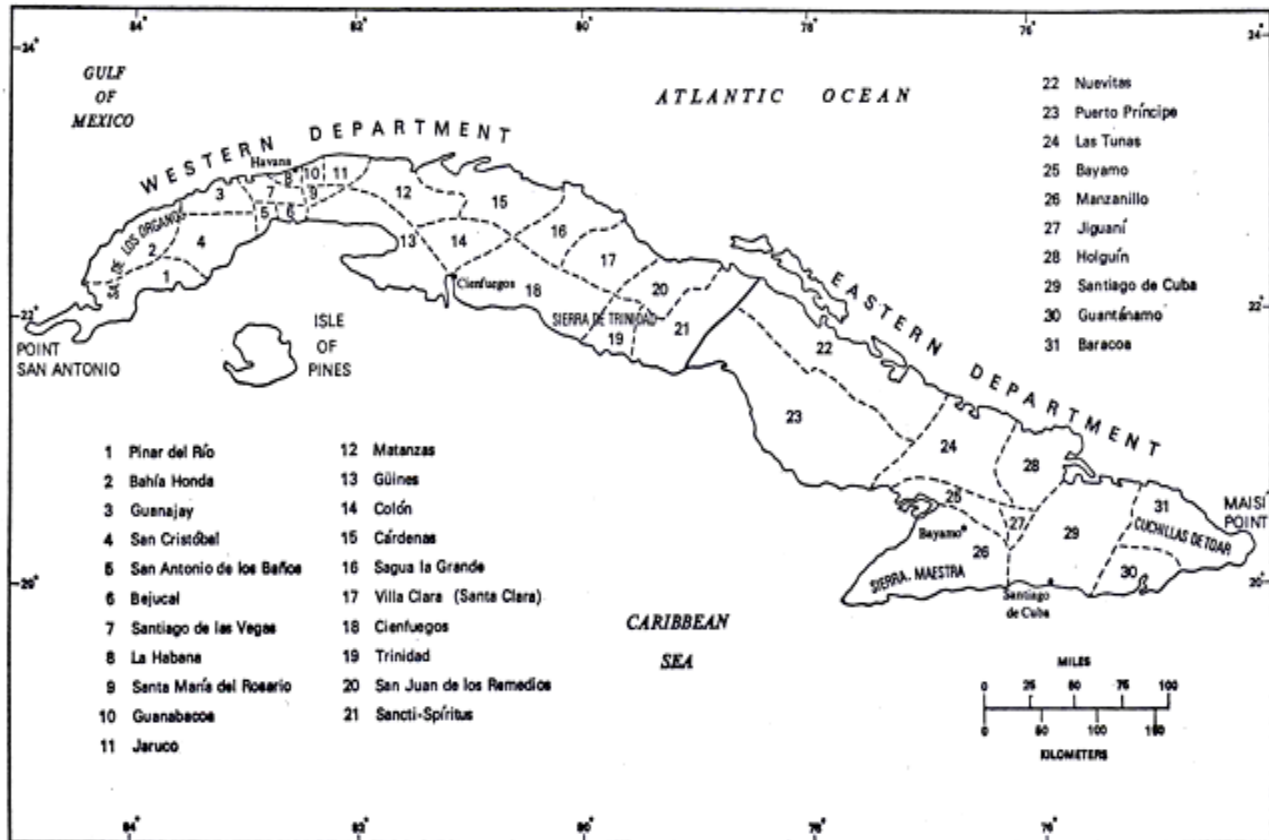 84° 82° 80° 78° 76°
24° 24°
GULF
OF
MEXICO
ATLANTIC OCEAN
WESTERN DEPARTMENT
EASTERN DEPARTMENT
Havana
3
7
8
10
9
11
5
6
12
15
2
4
1
13
14
16
17
SA. DE LOS ORGANOS
Cienfuegos
18
20
SIERRA DE TRINIDAD
19
21
22° 22°
POINT
SAN ANTONIO
ISLE
OF
PINES
22
23
24
28
25
27
Bayamo
26
29
31
30
SIERRA MAESTRA
CUCHILLAS DE TOAR
MAISI
POINT
Santiago
de Cuba
20° 20°
CARIBBEAN
SEA
1 Pinar del Río
2 Bahía Honda
3 Guanajay
4 San Cristóbal
5 San Antonio de los Baños
6 Bejucal
7 Santiago de las Vegas
8 La Habana
9 Santa María del Rosario
10 Guanabacoa
11 Jaruco
12 Matanzas
13 Güines
14 Colón
15 Cárdenas
16 Sagua la Grande
17 Villa Clara (Santa Clara)
18 Cienfuegos
19 Trinidad
20 San Juan de los Remedios
21 Sancti-Spíritus
22 Nuevitas
23 Puerto Príncipe
24 Las Tunas
25 Bayamo
26 Manzanillo
27 Jiguaní
28 Holguín
29 Santiago de Cuba
30 Guantánamo
31 Baracoa
MILES
0 25 50 75 100
0 50 100 150
KILOMETERS
84° 82° 80° 78° 76°